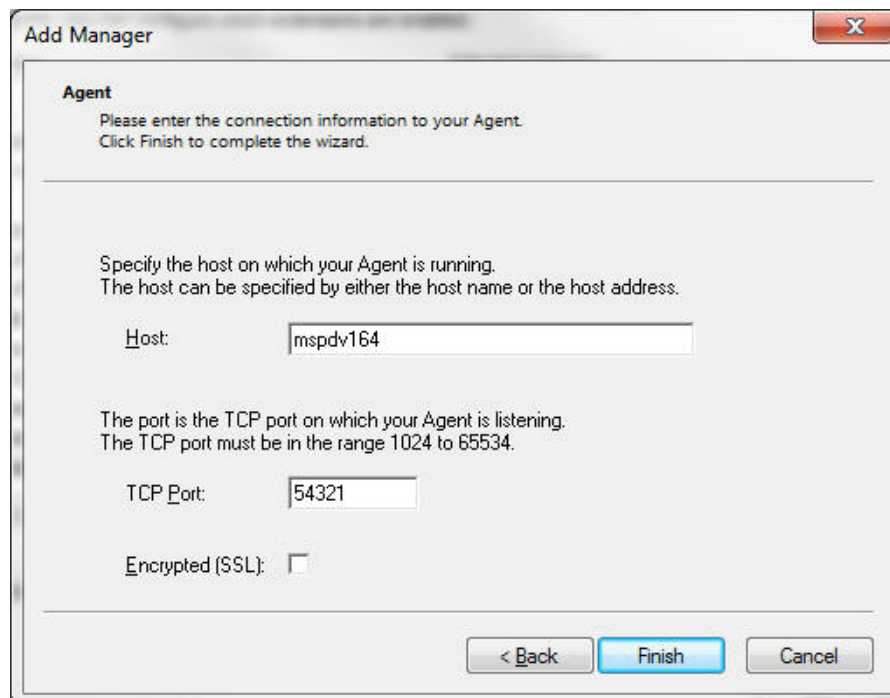 Add Manager
Agent
Please enter the connection information to your Agent.
Click Finish to complete the wizard.
Specify the host on which your Agent is running.
The host can be specified by either the host name or the host address.
Host: mspdv164
The port is the TCP port on which your Agent is listening.
The TCP port must be in the range 1024 to 65534.
TCP Port: 54321
Encrypted (SSL):
< Back Finish Cancel